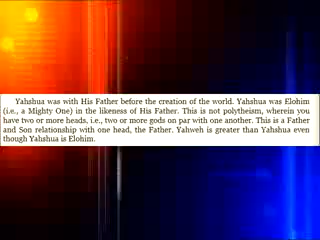 Yahshua was with His Father before the creation of the world. Yahshua was Elohim
(i.e., a Mighty One) in the likeness of His Father. This is not polytheism, wherein you
have two or more heads, i.e., two or more gods on par with one another. This is a Father
and Son relationship with one head, the Father. Yahweh is greater than Yahshua even
though Yahshua is Elohim.